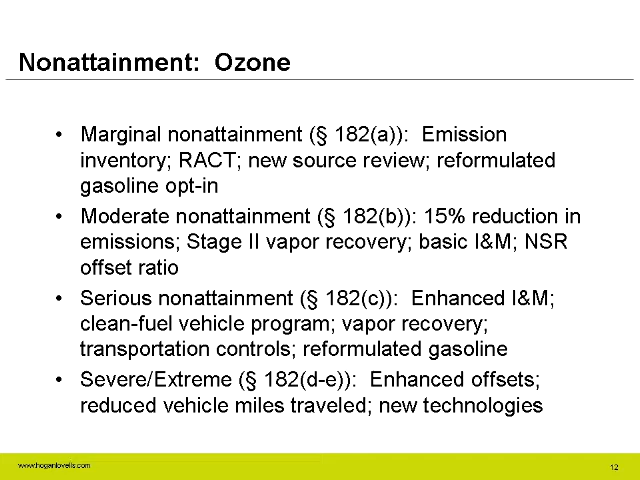 Nonattainment:  Ozone
• Marginal nonattainment (§ 182(a)):  Emission
inventory; RACT; new source review; reformulated
gasoline opt-in
• Moderate nonattainment (§ 182(b)): 15% reduction in
emissions; Stage II vapor recovery; basic I&M; NSR
offset ratio
• Serious nonattainment (§ 182(c)):  Enhanced I&M;
clean-fuel vehicle program; vapor recovery;
transportation controls; reformulated gasoline
• Severe/Extreme (§ 182(d-e)):  Enhanced offsets;
reduced vehicle miles traveled; new technologies
www.hoganlovells.com
12